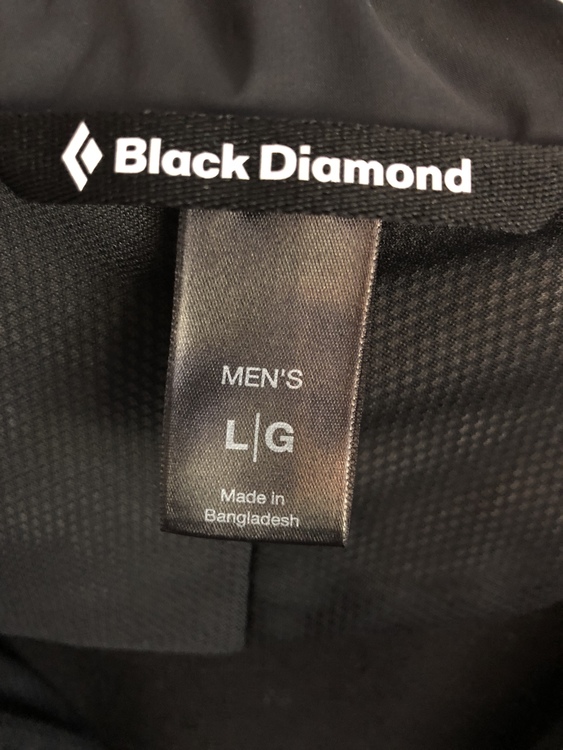 Black Diamond
MEN'S
L|G
Made in
Bangladesh